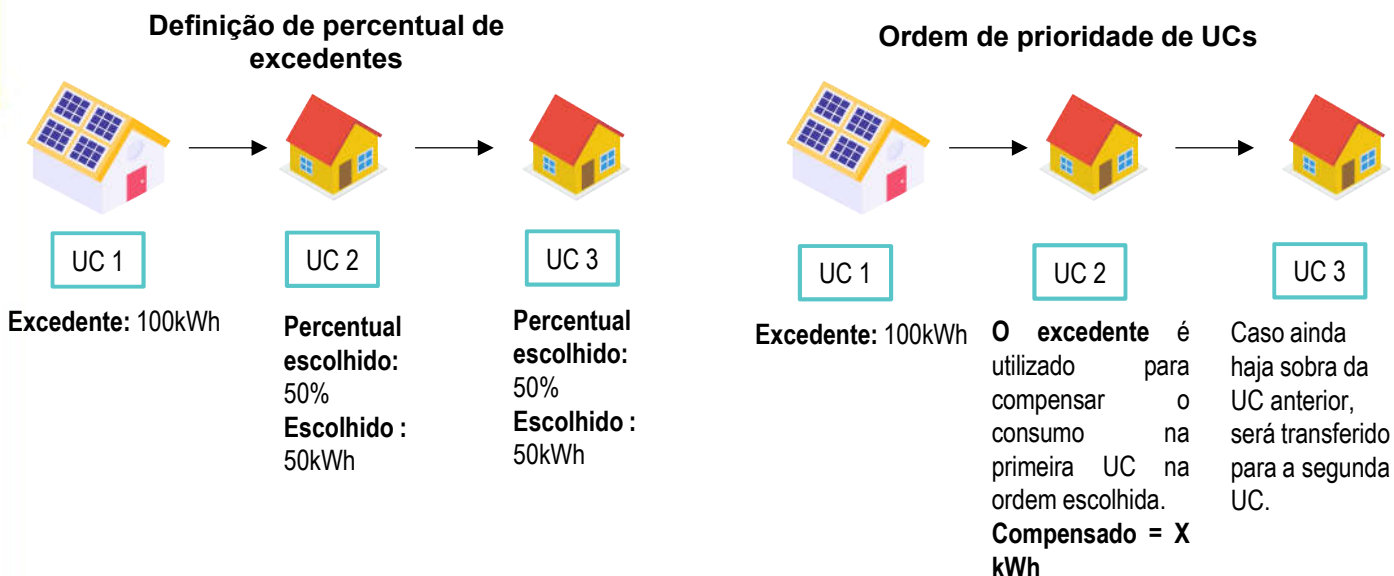 Definição de percentual de
excedentes
UC 1
UC 2
UC 3
Excedente: 100kWh
Percentual
escolhido:
50%
Escolhido :
50kWh
Percentual
escolhido:
50%
Escolhido :
50kWh
Ordem de prioridade de UCs
UC 1
UC 2
UC 3
Excedente: 100kWh
O excedente é
utilizado para
compensar o
consumo na
primeira UC na
ordem escolhida.
Compensado = X
kWh
Caso ainda
haja sobra da
UC anterior,
será transferido
para a segunda
UC.